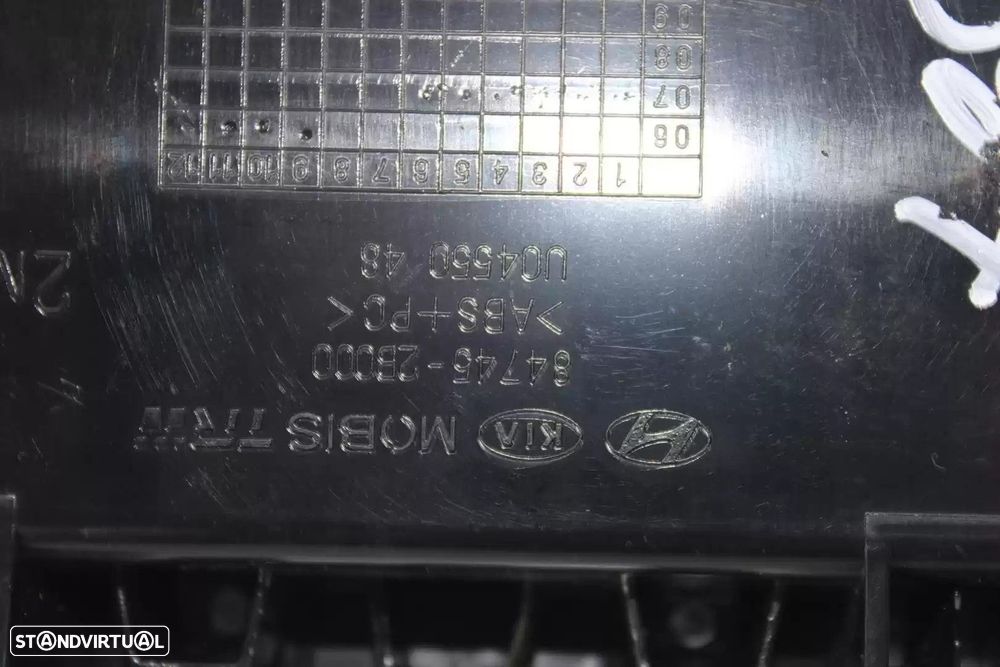 KIA MOBIS TRW
84745-2B000
>ABS+PC<
U04550 48
1 2 3 4 5 6 7 8 9 10 11 12
06
07
08
09
STANDVIRTUAL